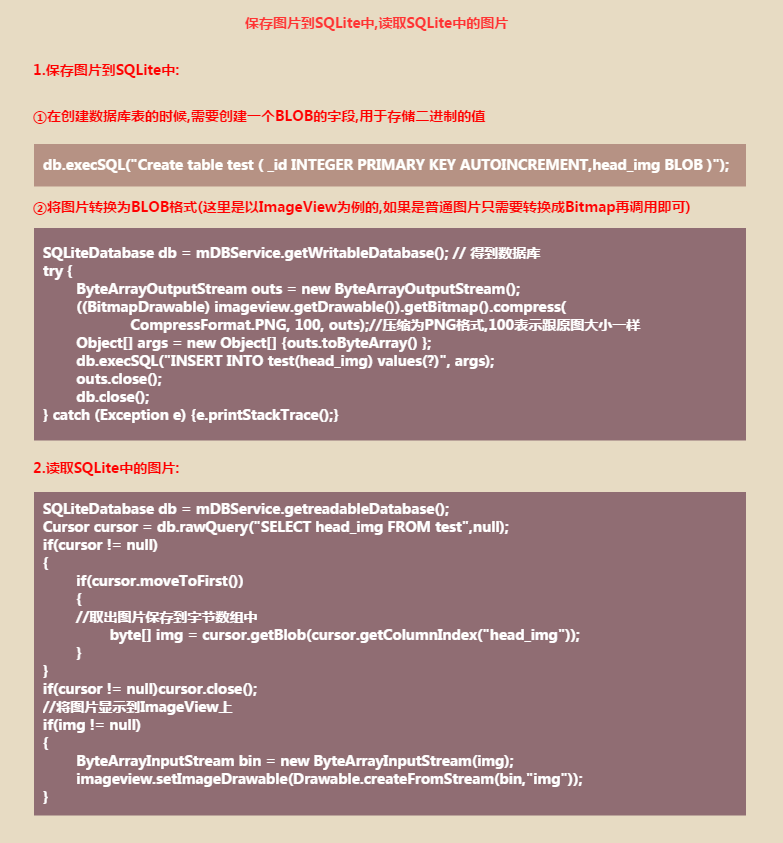 保存图片到SQLite中,读取SQLite中的图片
1.保存图片到SQLite中:
①在创建数据库表的时候,需要创建一个BLOB的字段,用于存储二进制的值
db.execSQL("Create table test ( _id INTEGER PRIMARY KEY AUTOINCREMENT,head_img BLOB )");
②将图片转换为BLOB格式(这里是以ImageView为例的,如果是普通图片只需要转换成Bitmap再调用即可)
SQLiteDatabase db = mDBService.getWritableDatabase(); // 得到数据库
try {
ByteArrayOutputStream outs = new ByteArrayOutputStream();
((BitmapDrawable) imageview.getDrawable()).getBitmap().compress(
CompressFormat.PNG, 100, outs);//压缩为PNG格式,100表示跟原图大小一样
Object[] args = new Object[] {outs.toByteArray() };
db.execSQL("INSERT INTO test(head_img) values(?)", args);
outs.close();
db.close();
} catch (Exception e) {e.printStackTrace();}
2.读取SQLite中的图片:
SQLiteDatabase db = mDBService.getreadableDatabase();
Cursor cursor = db.rawQuery("SELECT head_img FROM test",null);
if(cursor != null)
{
if(cursor.moveToFirst())
{
//取出图片保存到字节数组中
byte[] img = cursor.getBlob(cursor.getColumnIndex("head_img"));
}
}
if(cursor != null)cursor.close();
//将图片显示到ImageView上
if(img != null)
{
ByteArrayInputStream bin = new ByteArrayInputStream(img);
imageview.setImageDrawable(Drawable.createFromStream(bin,"img"));
}